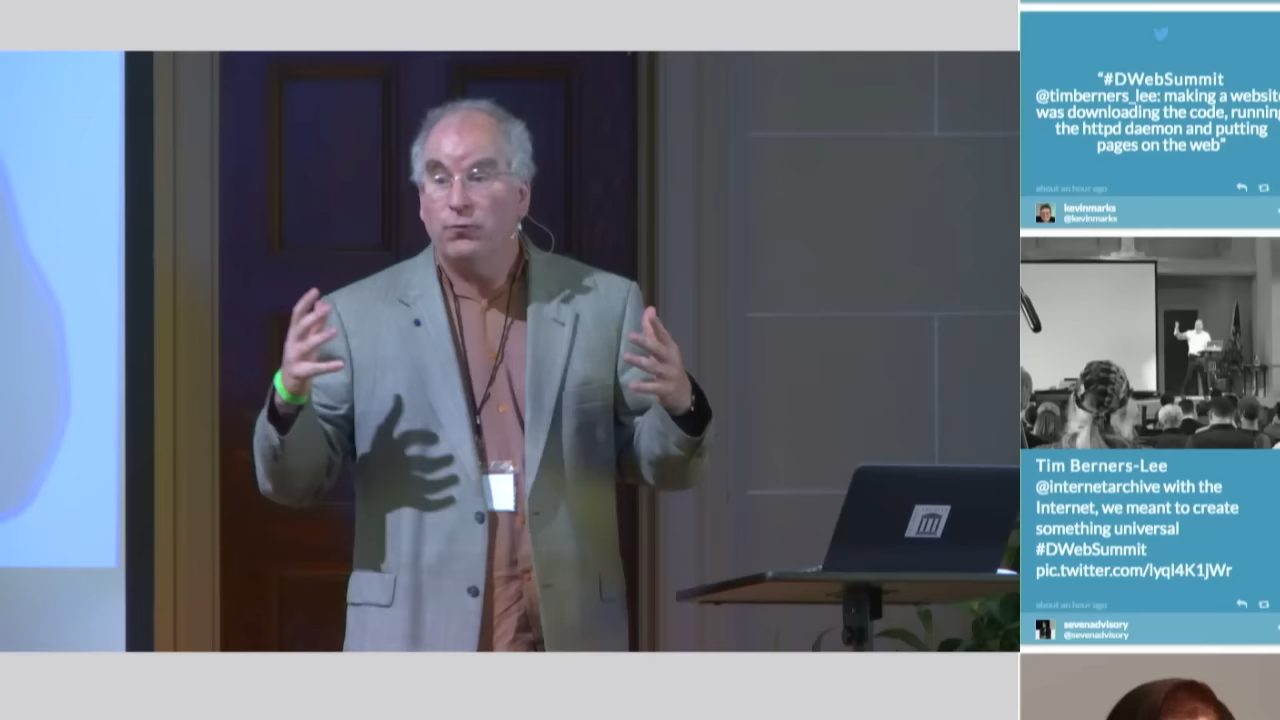 “#DWebSummit
@timberners_lee: making a website
was downloading the code, running
the httpd daemon and putting
pages on the web”
about an hour ago
kevinmarks
@kevinmarks
Tim Berners-Lee
@internetarchive with the
Internet, we meant to create
something universal
#DWebSummit
pic.twitter.com/lyql4K1jWr
about an hour ago
sevenadvisory
@sevenadvisory